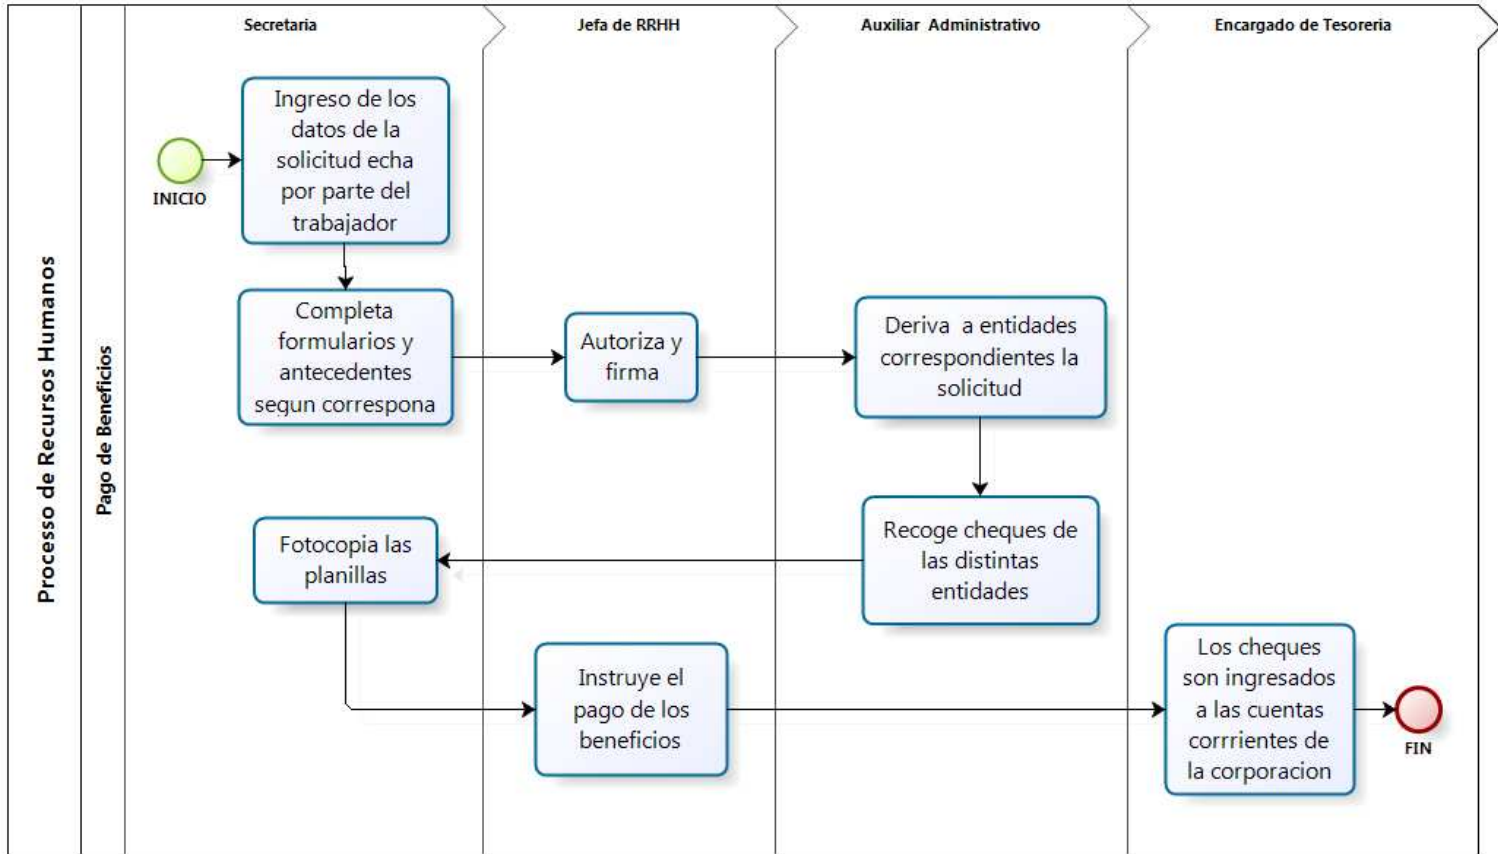 Secretaria
Jefa de RRHH
Auxiliar Administrativo
Encargado de Tesoreria
Processo de Recursos Humanos
Pago de Beneficios
INICIO
Ingreso de los
datos de la
solicitud echa
por parte del
trabajador
Completa
formularios y
antecedentes
segun correspona
Autoriza y
firma
Deriva a entidades
correspondientes la
solicitud
Recoge cheques de
las distintas
entidades
Fotocopia las
planillas
Instruye el
pago de los
beneficios
Los cheques
son ingresados
a las cuentas
corrrientes de
la corporacion
FIN